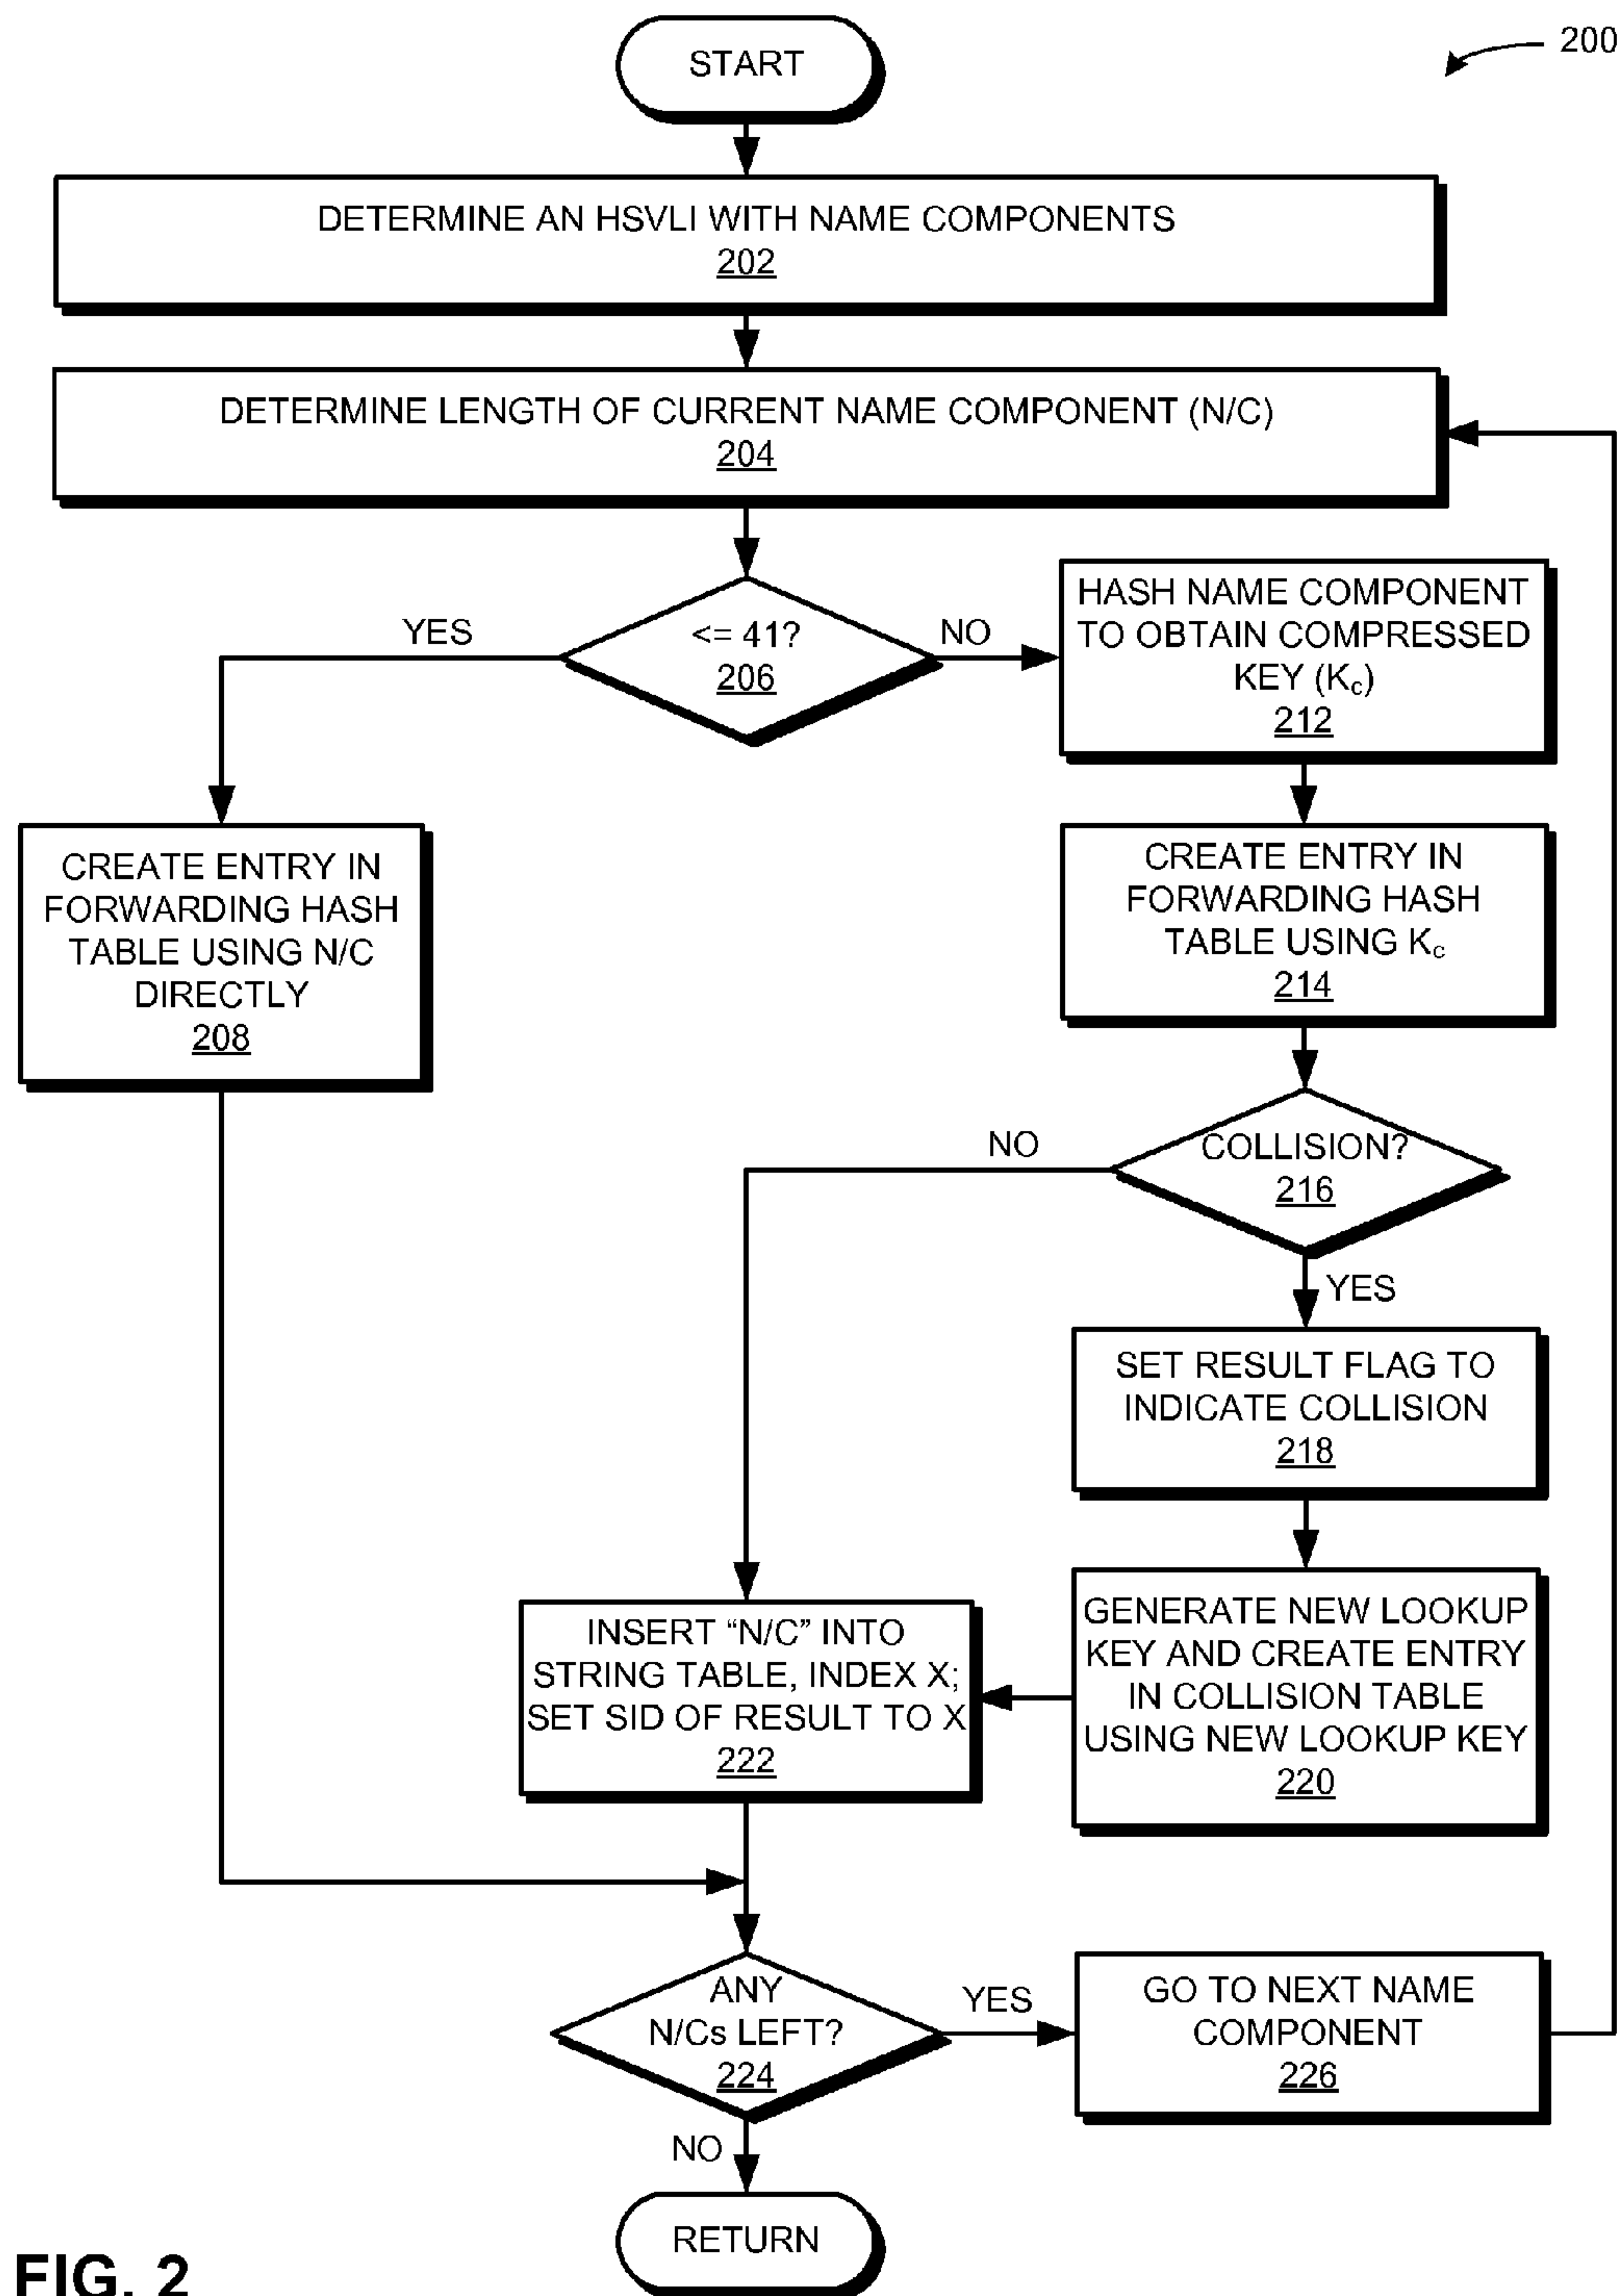 200
START
DETERMINE AN HSVLI WITH NAME COMPONENTS
202
DETERMINE LENGTH OF CURRENT NAME COMPONENT (N/C)
204
<= 41?
206
YES
NO
HASH NAME COMPONENT
TO OBTAIN COMPRESSED
KEY (Kc)
212
CREATE ENTRY IN
FORWARDING HASH
TABLE USING N/C
DIRECTLY
208
CREATE ENTRY IN
FORWARDING HASH
TABLE USING Kc
214
COLLISION?
216
NO
YES
SET RESULT FLAG TO
INDICATE COLLISION
218
GENERATE NEW LOOKUP
KEY AND CREATE ENTRY
IN COLLISION TABLE
USING NEW LOOKUP KEY
220
INSERT “N/C” INTO
STRING TABLE, INDEX X;
SET SID OF RESULT TO X
222
ANY
N/Cs LEFT?
224
YES
GO TO NEXT NAME
COMPONENT
226
NO
RETURN
FIG. 2